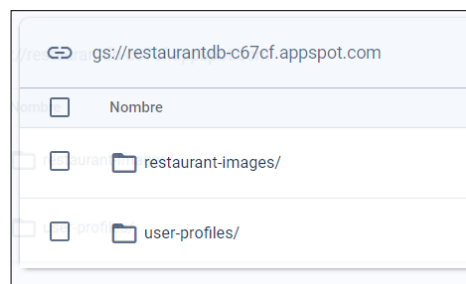 gs://restaurantdb-c67cf.appspot.com
Nombre
restaurant-images/
user-profiles/